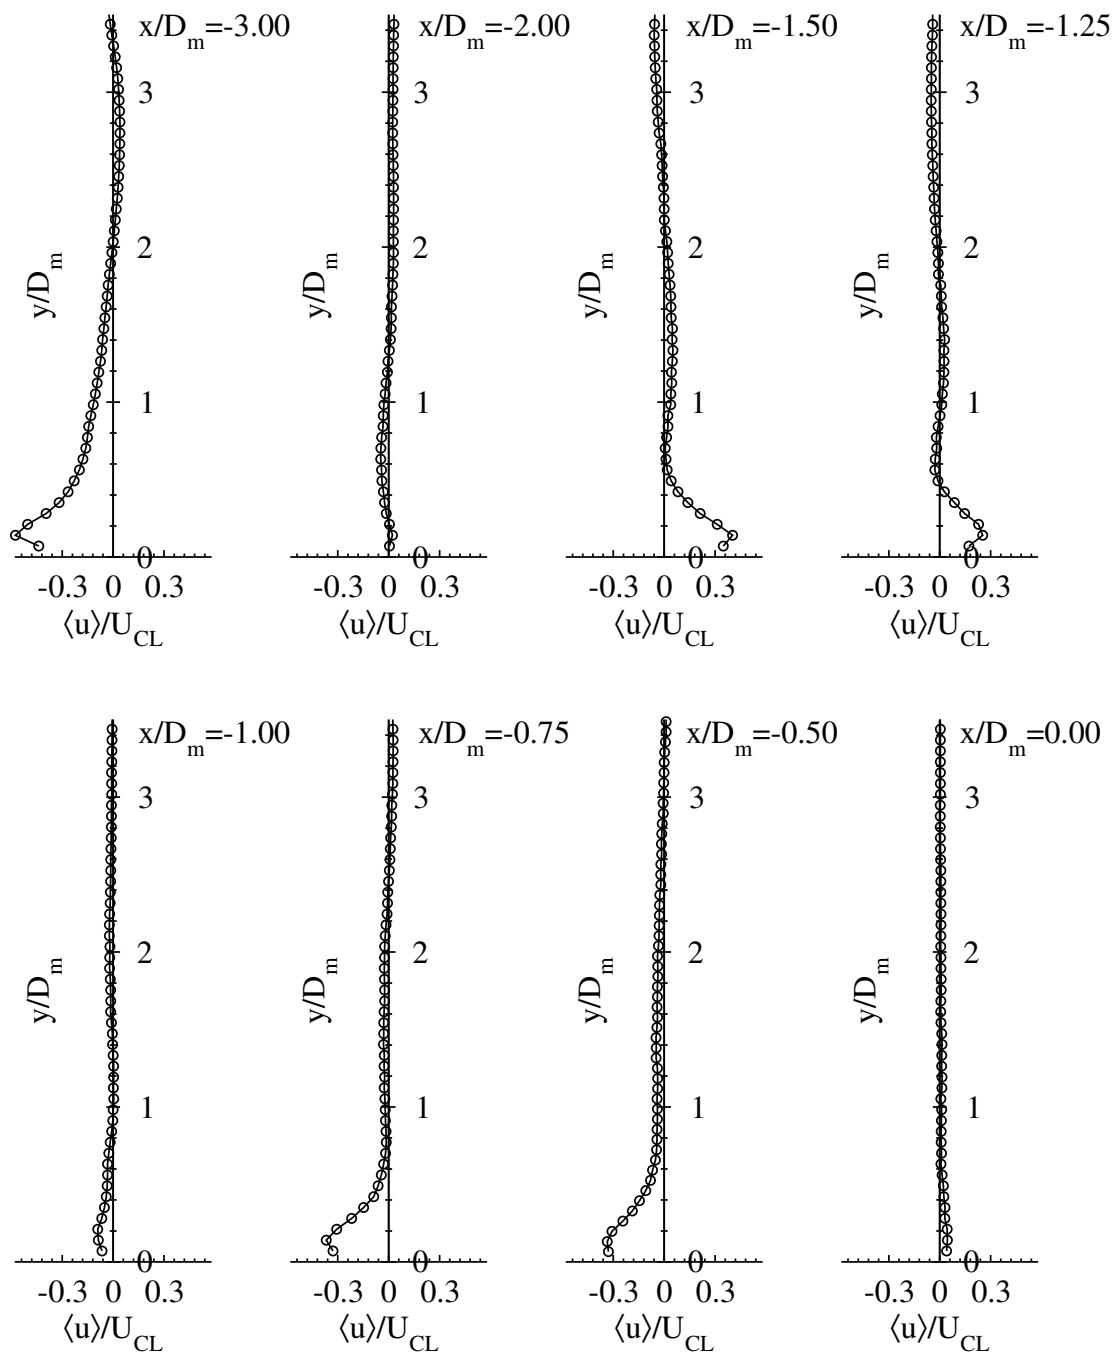 x/D_m=-3.00 x/D_m=-2.00 x/D_m=-1.50 x/D_m=-1.25
3 3 3 3
2 2 2 2
y/D_m y/D_m y/D_m y/D_m
1 1 1 1
0 0 0 0
-0.3 0 0.3 -0.3 0 0.3 -0.3 0 0.3 -0.3 0 0.3
⟨u⟩/U_CL ⟨u⟩/U_CL ⟨u⟩/U_CL ⟨u⟩/U_CL
x/D_m=-1.00 x/D_m=-0.75 x/D_m=-0.50 x/D_m=0.00
3 3 3 3
2 2 2 2
y/D_m y/D_m y/D_m y/D_m
1 1 1 1
0 0 0 0
-0.3 0 0.3 -0.3 0 0.3 -0.3 0 0.3 -0.3 0 0.3
⟨u⟩/U_CL ⟨u⟩/U_CL ⟨u⟩/U_CL ⟨u⟩/U_CL